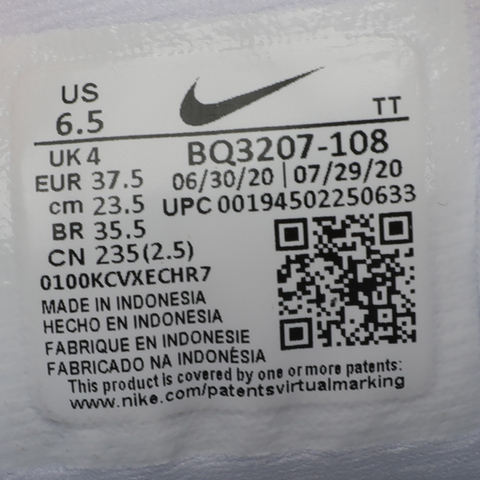 US
6.5
TT
UK 4
BQ3207-108
EUR 37.5
06/30/20 | 07/29/20
cm 23.5
UPC 00194502250633
BR 35.5
CN 235(2.5)
0100KCVXECHR7
MADE IN INDONESIA
HECHO EN INDONESIA
FABRIQUE EN INDONESIE
FABRICADO NA INDONÉSIA
This product is covered by one or more patents:
www.nike.com/patentsvirtualmarking